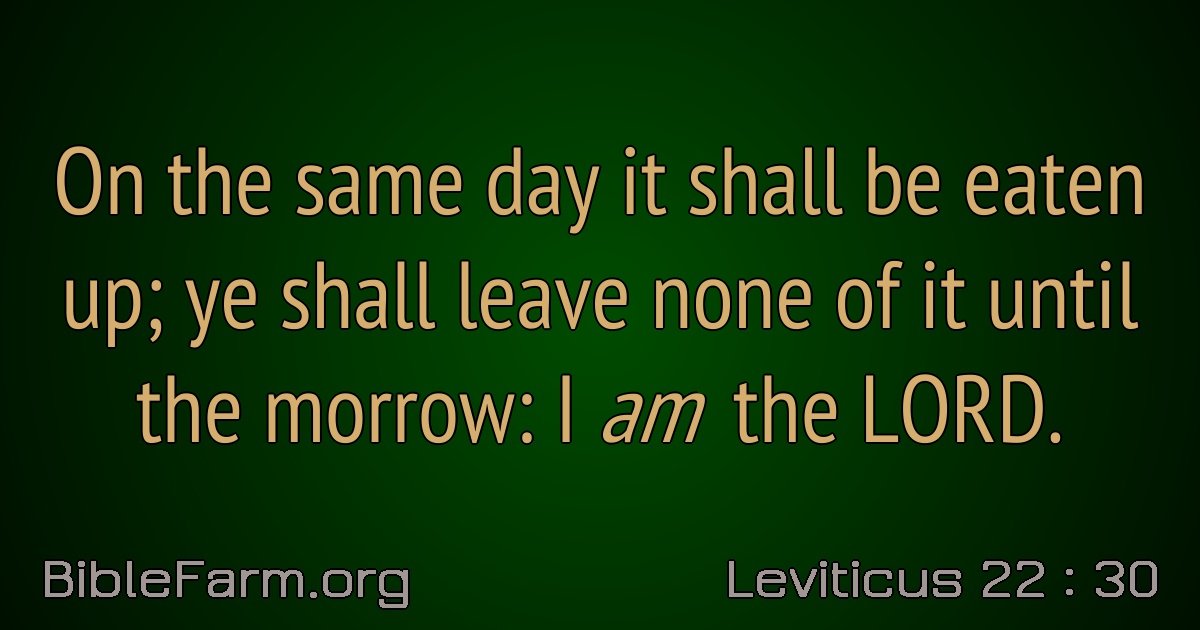 On the same day it shall be eaten
up; ye shall leave none of it until
the morrow: I am the LORD.
BibleFarm.org
Leviticus 22 : 30